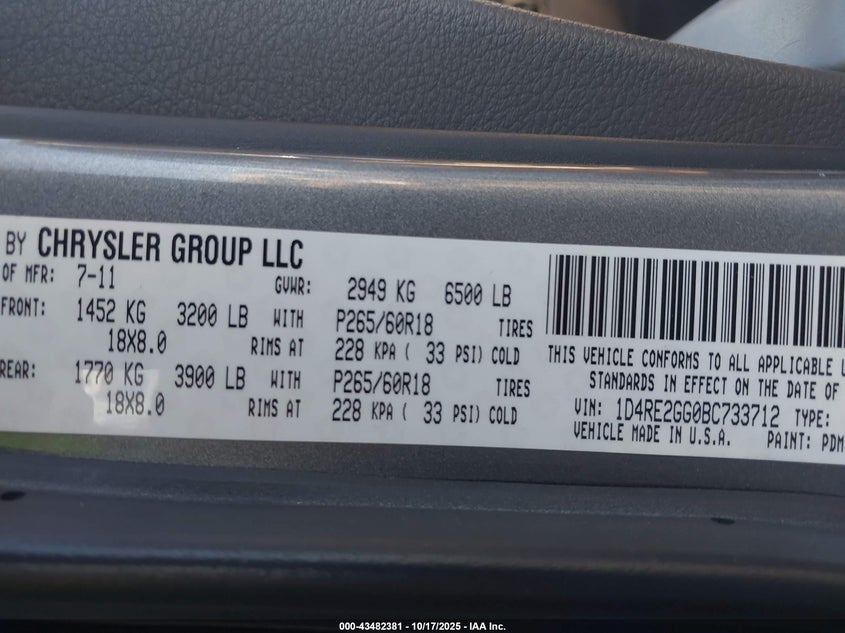 BY CHRYSLER GROUP LLC
OF MFR: 7-11 GVWR: 2949 KG 6500 LB
FRONT: 1452 KG 3200 LB WITH P265/60R18 TIRES
18X8.0 RIMS AT 228 KPA ( 33 PSI) COLD
REAR: 1770 KG 3900 LB WITH P265/60R18 TIRES
18X8.0 RIMS AT 228 KPA ( 33 PSI) COLD
THIS VEHICLE CONFORMS TO ALL APPLICABLE
STANDARDS IN EFFECT ON THE DATE OF
VIN: 1D4RE2GG0BC733712 TYPE:
VEHICLE MADE IN U.S.A. PAINT: PDM
000-43482381 - 10/17/2025 - IAA Inc.